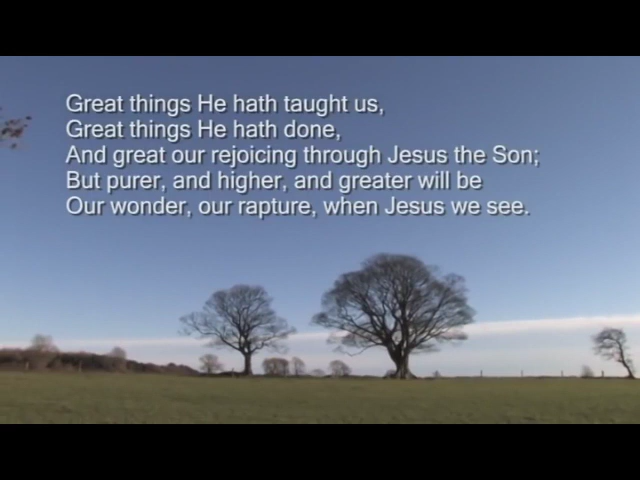 Great things He hath taught us,
Great things He hath done,
And great our rejoicing through Jesus the Son;
But purer, and higher, and greater will be
Our wonder, our rapture, when Jesus we see.